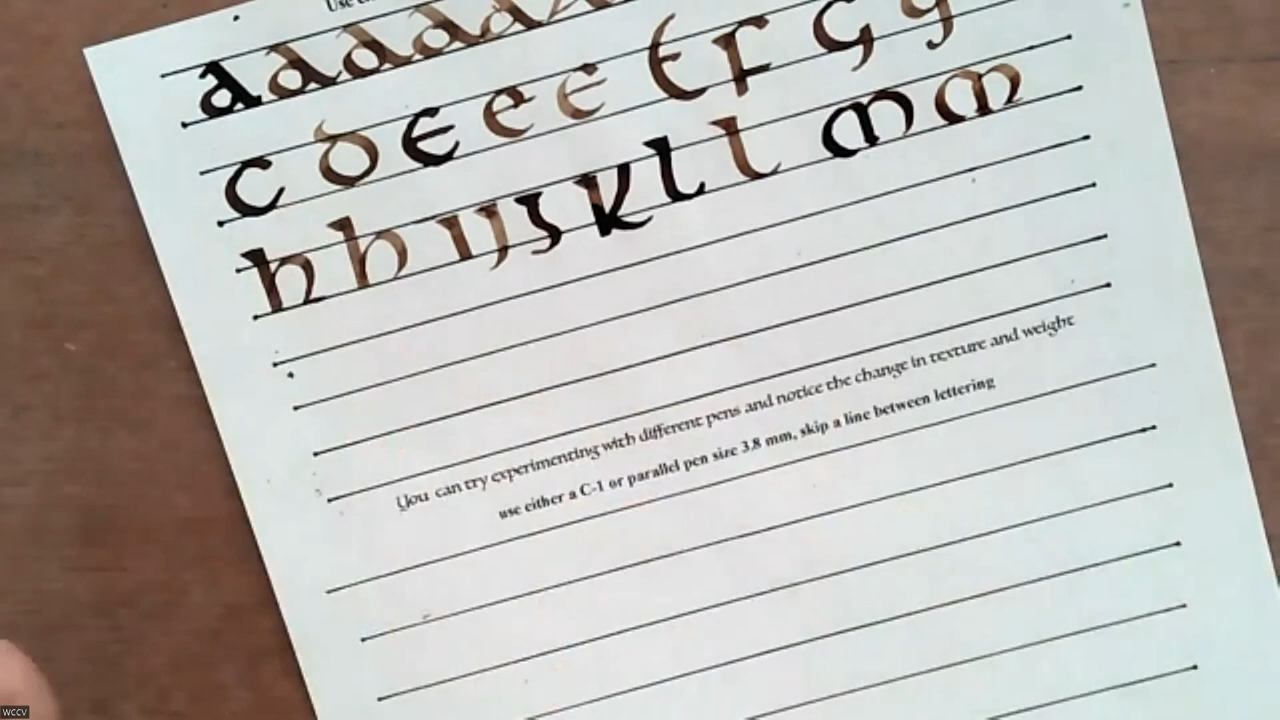 Use
a d d d d
c d e e e t f g g
h h i j s k l l m m
You can try experimenting with different pens and notice the change in texture and weight
use either a C-1 or parallel pen size 3.8 mm, skip a line between lettering
WCCV